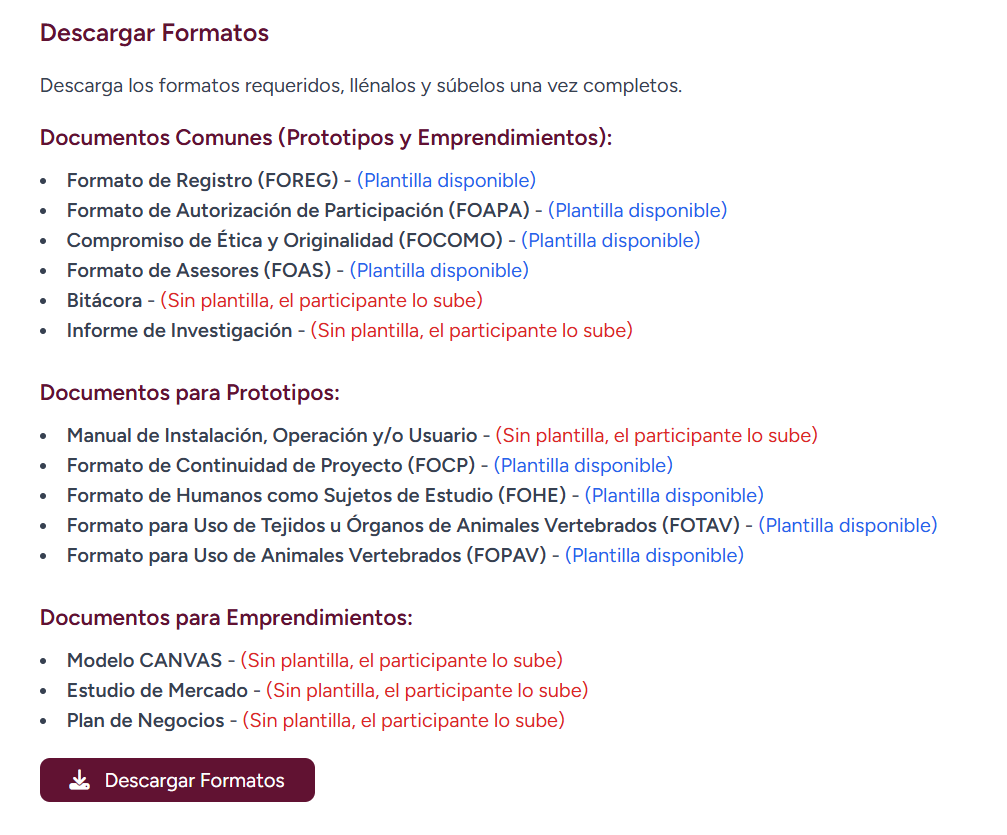 Descargar Formatos
Descarga los formatos requeridos, llénalos y súbelos una vez completos.
Documentos Comunes (Prototipos y Emprendimientos):
• Formato de Registro (FOREG) - (Plantilla disponible)
• Formato de Autorización de Participación (FOAPA) - (Plantilla disponible)
• Compromiso de Ética y Originalidad (FOCOMO) - (Plantilla disponible)
• Formato de Asesores (FOAS) - (Plantilla disponible)
• Bitácora - (Sin plantilla, el participante lo sube)
• Informe de Investigación - (Sin plantilla, el participante lo sube)
Documentos para Prototipos:
• Manual de Instalación, Operación y/o Usuario - (Sin plantilla, el participante lo sube)
• Formato de Continuidad de Proyecto (FOCP) - (Plantilla disponible)
• Formato de Humanos como Sujetos de Estudio (FOHE) - (Plantilla disponible)
• Formato para Uso de Tejidos u Órganos de Animales Vertebrados (FOTAV) - (Plantilla disponible)
• Formato para Uso de Animales Vertebrados (FOPAV) - (Plantilla disponible)
Documentos para Emprendimientos:
• Modelo CANVAS - (Sin plantilla, el participante lo sube)
• Estudio de Mercado - (Sin plantilla, el participante lo sube)
• Plan de Negocios - (Sin plantilla, el participante lo sube)
Descargar Formatos